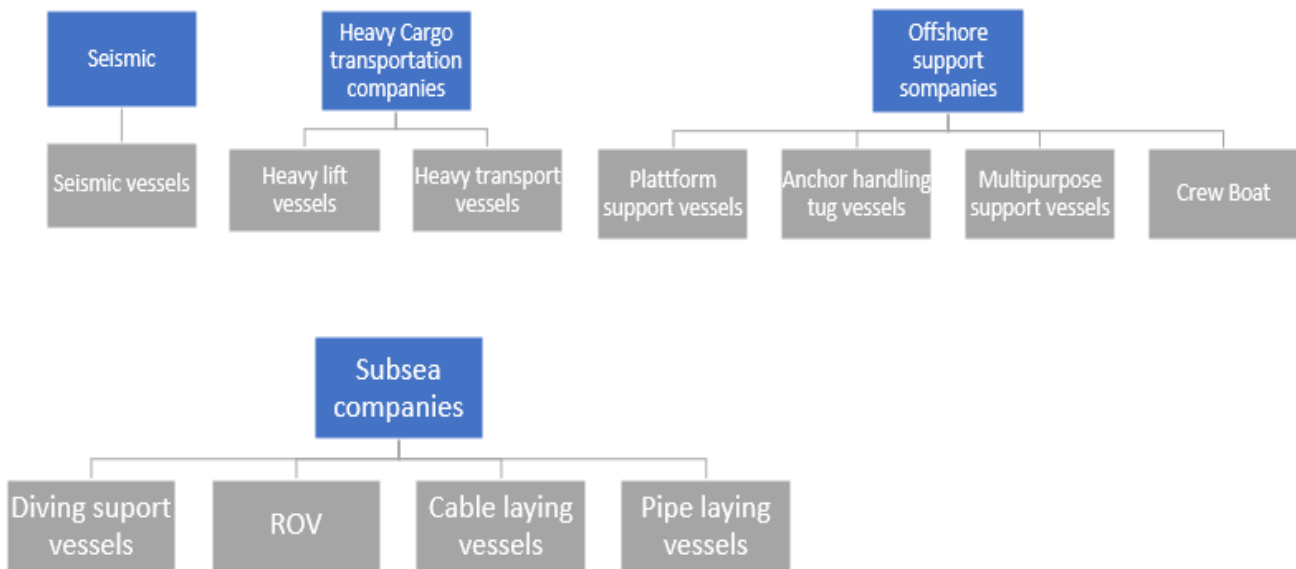 Seismic
Seismic vessels
Heavy Cargo
transportation
companies
Heavy lift
vessels
Heavy transport
vessels
Offshore
support
sompanies
Plattform
support vessels
Anchor handling
tug vessels
Multipurpose
support vessels
Crew Boat
Subsea
companies
Diving suport
vessels
ROV
Cable laying
vessels
Pipe laying
vessels